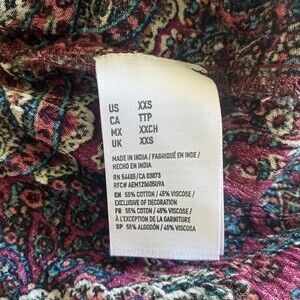 US XXS
CA TTP
MX XXCH
UK XXS
MADE IN INDIA / FABRIQUÉ EN INDE /
HECHO EN INDIA
RN 54485/CA 03873
RFC# AEM120605U9A
EN 55% COTTON / 45% VISCOSE /
EXCLUSIVE OF DECORATION
FR 55% COTON / 45% VISCOSE /
À L'EXCEPTION DE LA GARNITURE
SP 55% ALGODÓN / 45% VISCOSA